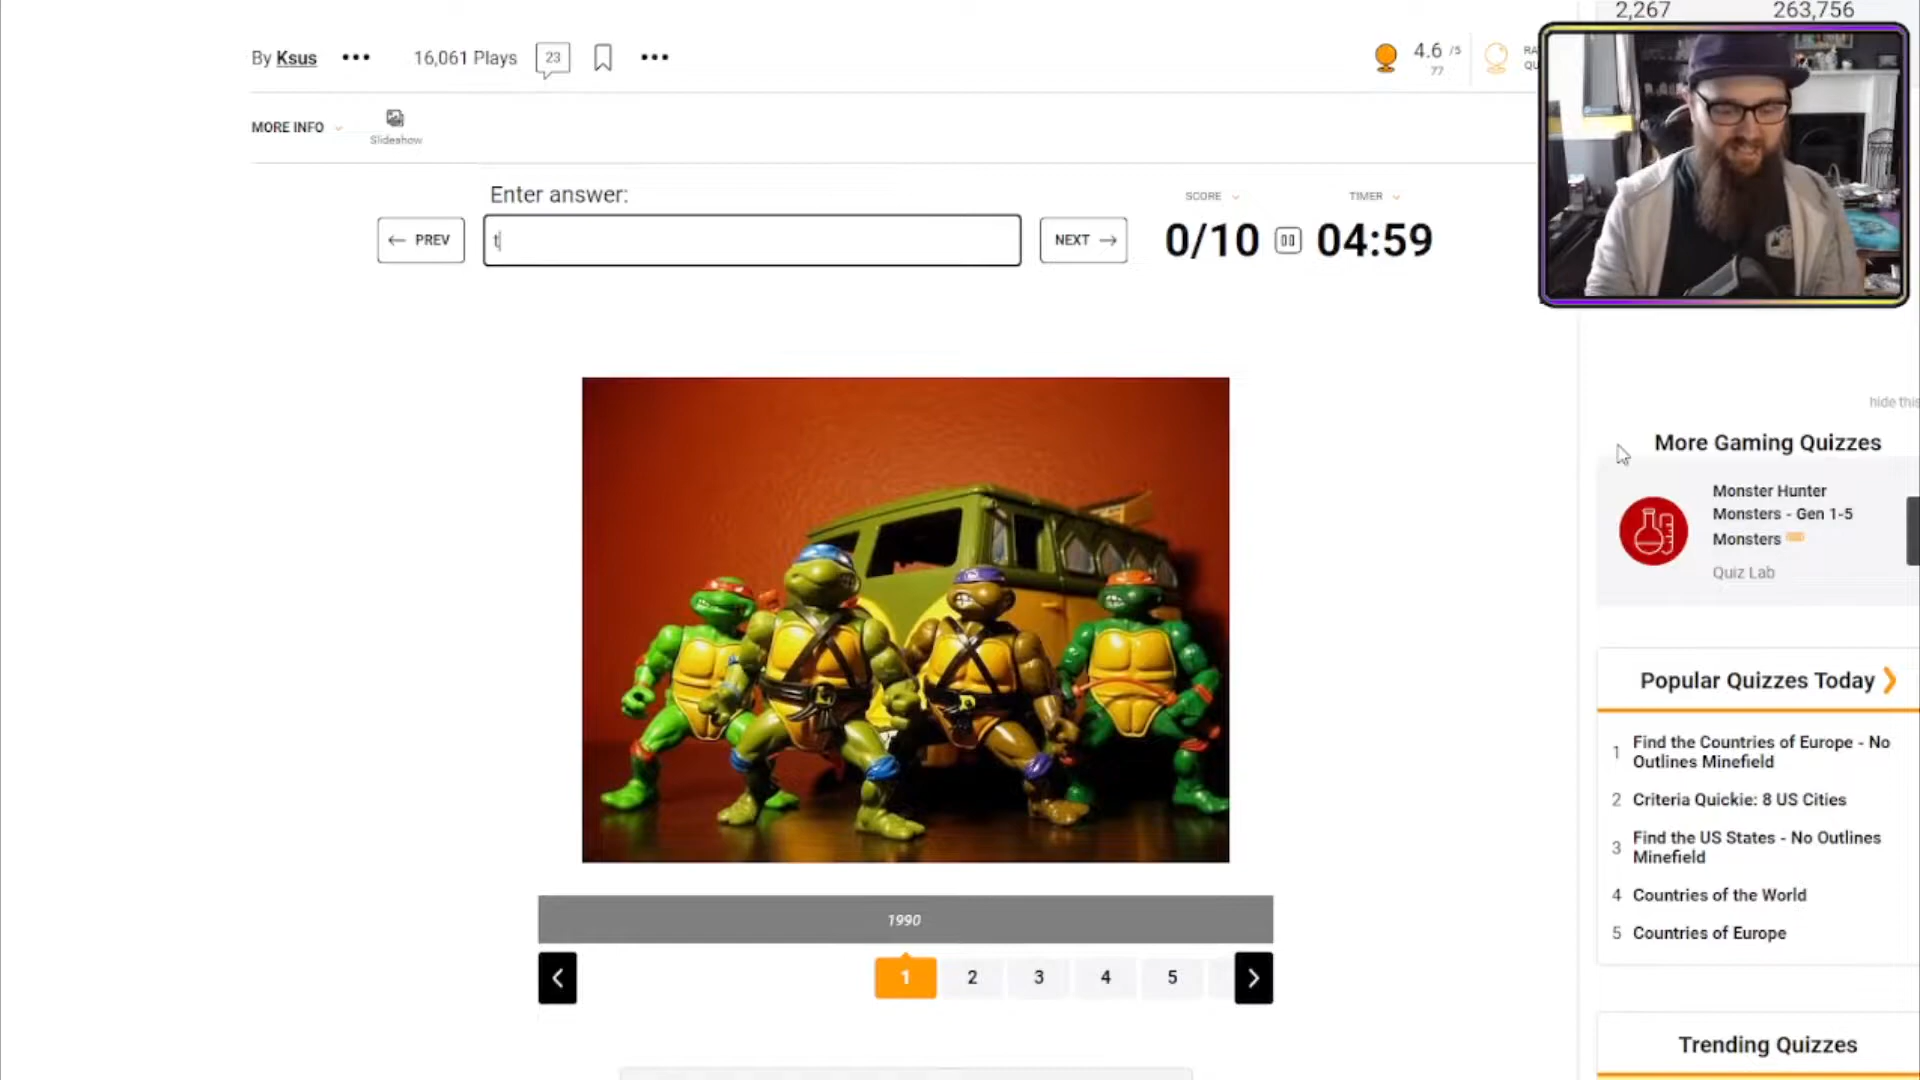 2,267 263,756
By Ksus ••• 16,061 Plays 23 ••• 4.6 /5
77
MORE INFO
Slideshow
Enter answer:
← PREV
t
NEXT →
SCORE
0/10
TIMER
04:59
hide this
More Gaming Quizzes
Monster Hunter
Monsters - Gen 1-5
Monsters
Quiz Lab
Popular Quizzes Today
1 Find the Countries of Europe - No
Outlines Minefield
2 Criteria Quickie: 8 US Cities
3 Find the US States - No Outlines
Minefield
4 Countries of the World
5 Countries of Europe
1990
1 2 3 4 5
Trending Quizzes